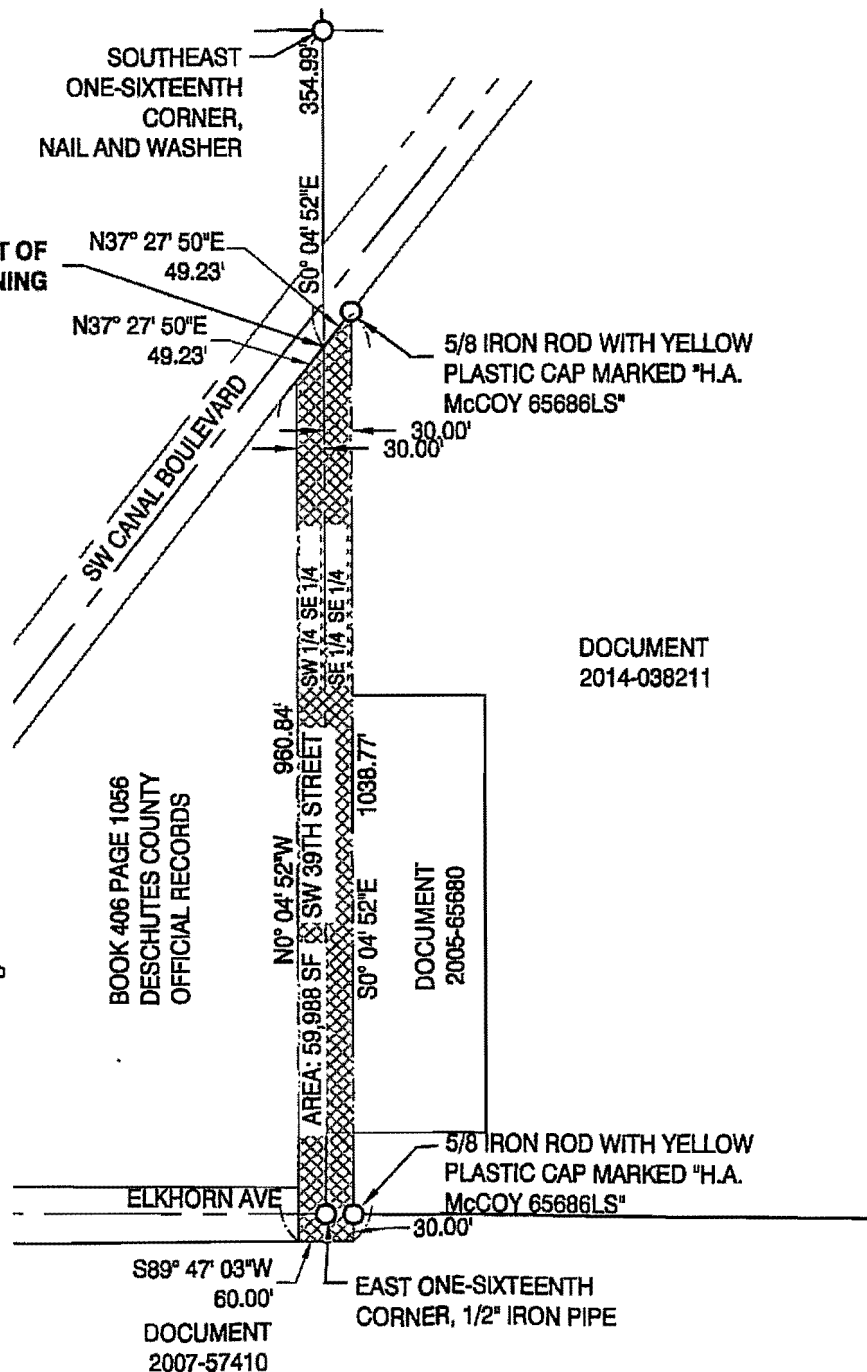 SOUTHEAST
ONE-SIXTEENTH
CORNER,
NAIL AND WASHER
354.99'
S0° 04' 52"E
T OF
NING
N37° 27' 50"E
49.23'
N37° 27' 50"E
49.23'
5/8 IRON ROD WITH YELLOW
PLASTIC CAP MARKED "H.A.
McCOY 65686LS"
30.00'
30.00'
SW CANAL BOULEVARD
SW 1/4 SE 1/4
SE 1/4 SE 1/4
DOCUMENT
2014-038211
BOOK 406 PAGE 1056
DESCHUTES COUNTY
OFFICIAL RECORDS
N0° 04' 52"W 960.84'
AREA: 59,988 SF
SW 39TH STREET
S0° 04' 52"E 1038.77'
DOCUMENT
2005-65680
5/8 IRON ROD WITH YELLOW
PLASTIC CAP MARKED "H.A.
McCOY 65686LS"
ELKHORN AVE
30.00'
S89° 47' 03"W
60.00'
EAST ONE-SIXTEENTH
CORNER, 1/2" IRON PIPE
DOCUMENT
2007-57410